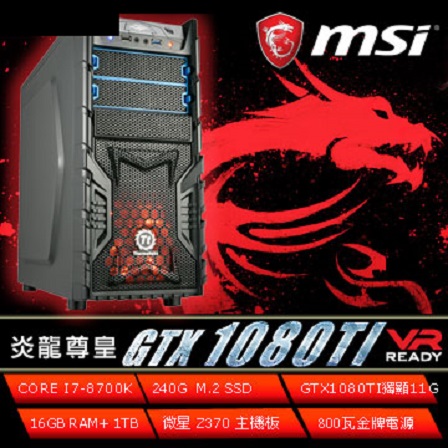 msi
Tt
炎龍尊皇 GTX 1080TI VR READY
CORE I7-8700K 240G M.2 SSD GTX1080TI獨顯11G
16GB RAM+ 1TB 微星 Z370 主機板 800瓦金牌電源